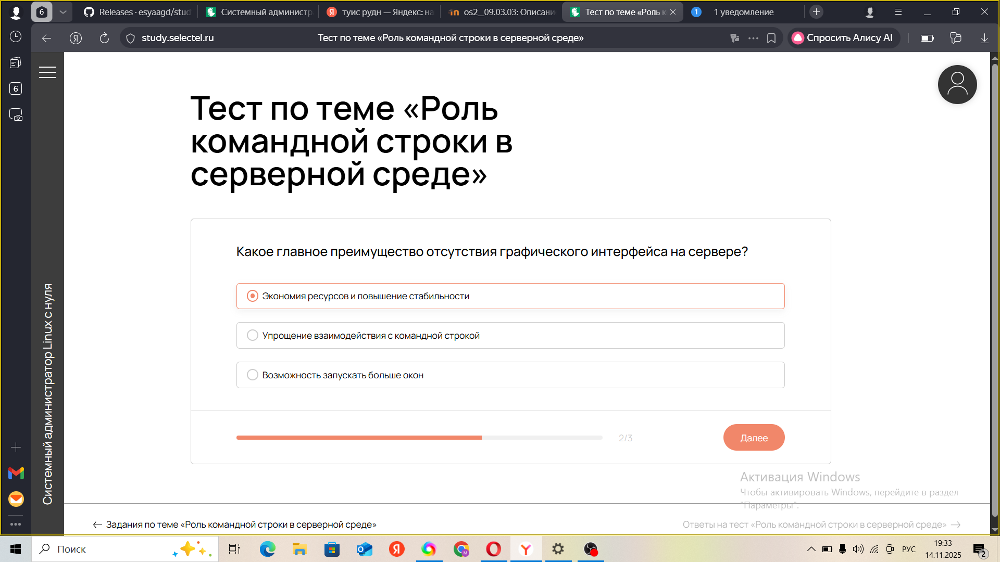 6
Releases · esyaagd/stud
Системный администр
туис рудн — Яндекс: на
os2__09.03.03: Описани
Тест по теме «Роль к
1
1 уведомление
study.selectel.ru
Тест по теме «Роль командной строки в серверной среде»
Спросить Алису AI
6
Системный администратор Linux с нуля
Тест по теме «Роль
командной строки в
серверной среде»
Какое главное преимущество отсутствия графического интерфейса на сервере?
Экономия ресурсов и повышение стабильности
Упрощение взаимодействия с командной строкой
Возможность запускать больше окон
2/3
Далее
Активация Windows
Чтобы активировать Windows, перейдите в раздел
"Параметры".
← Задания по теме «Роль командной строки в серверной среде»
Ответы на тест «Роль командной строки в серверной среде» →
Поиск
РУС
19:33
14.11.2025
2